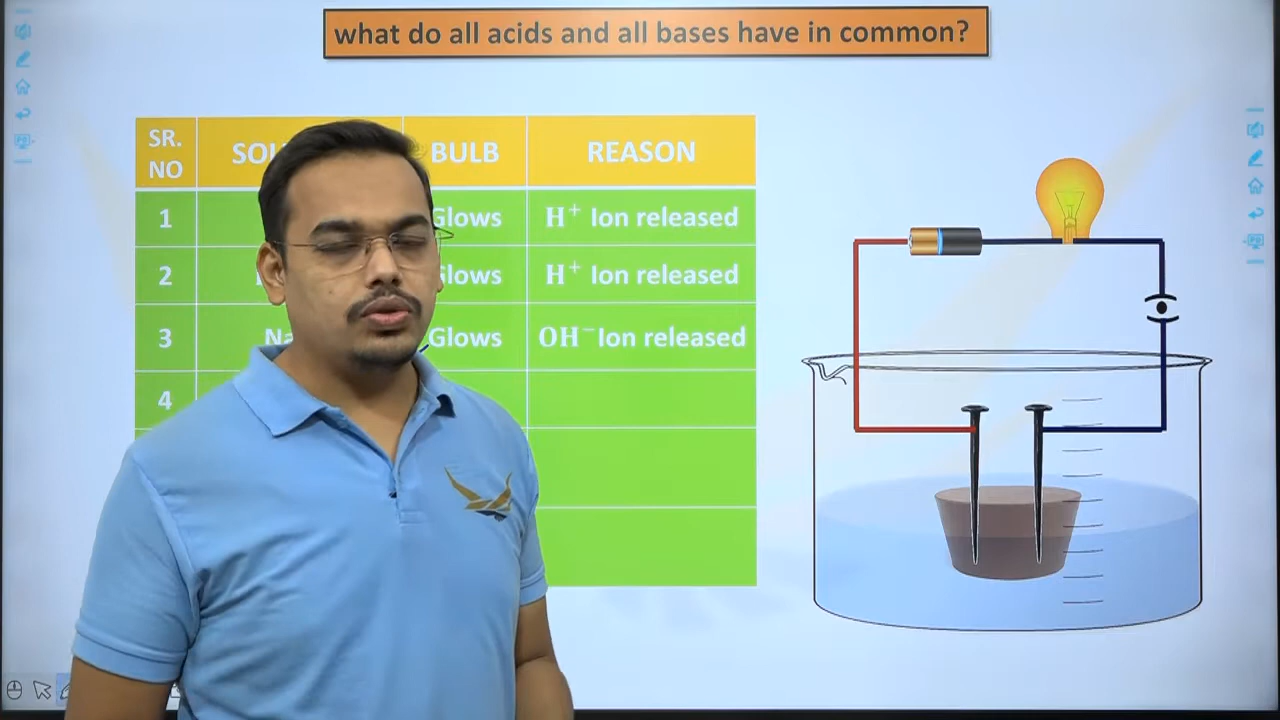 what do all acids and all bases have in common?
SR. NO BULB REASON
1 Glows H⁺ Ion released
2 Glows H⁺ Ion released
3 Glows OH⁻ Ion released
4